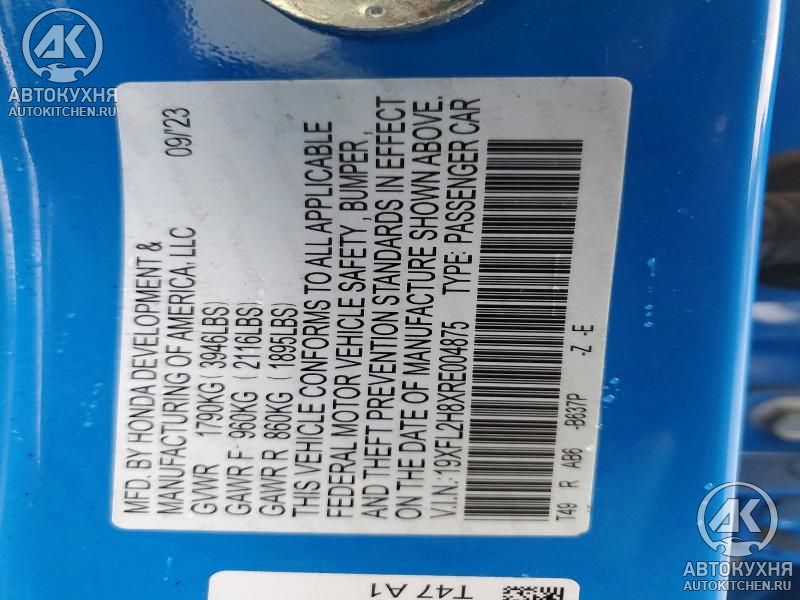 AK
АВТОКУХНЯ
AUTOKITCHEN.RU
MFD. BY HONDA DEVELOPMENT &
MANUFACTURING OF AMERICA, LLC 09/'23
GVWR 1790KG ( 3946LBS)
GAWR F 960KG ( 2116LBS)
GAWR R 860KG ( 1895LBS)
THIS VEHICLE CONFORMS TO ALL APPLICABLE
FEDERAL MOTOR VEHICLE SAFETY , BUMPER ,
AND THEFT PREVENTION STANDARDS IN EFFECT
ON THE DATE OF MANUFACTURE SHOWN ABOVE.
V.I.N.:19XFL2H8XRE004875 TYPE: PASSENGER CAR
T49 R AB6 -B637P -Z -E
T47 A1
AK
АВТОКУХНЯ
AUTOKITCHEN.RU